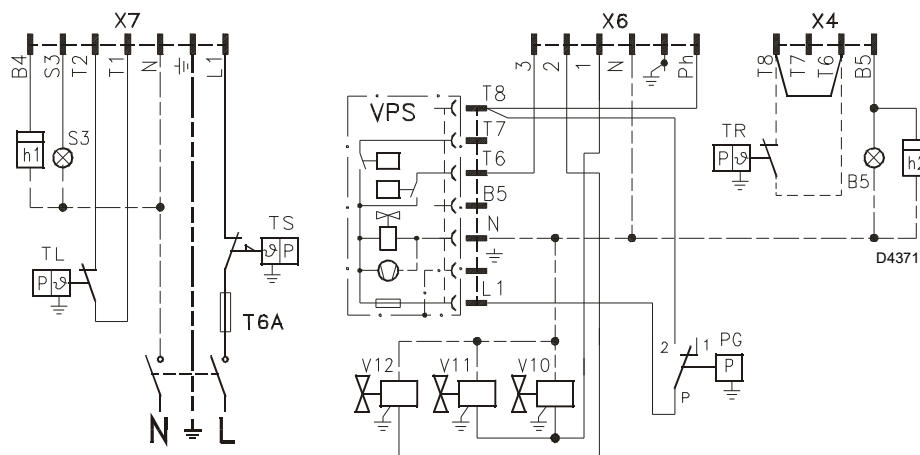 X7
X6
X4
B4
S3
T2
T1
N
L1
3
2
1
N
Ph
T8
T7
T6
B5
VPS
T8
T7
T6
B5
N
L1
h1
S3
TR
P ϑ
B5
h2
D4371
TS
ϑ P
TL
P ϑ
T6A
2
1
PG
P
P
V12
V11
V10
N
L